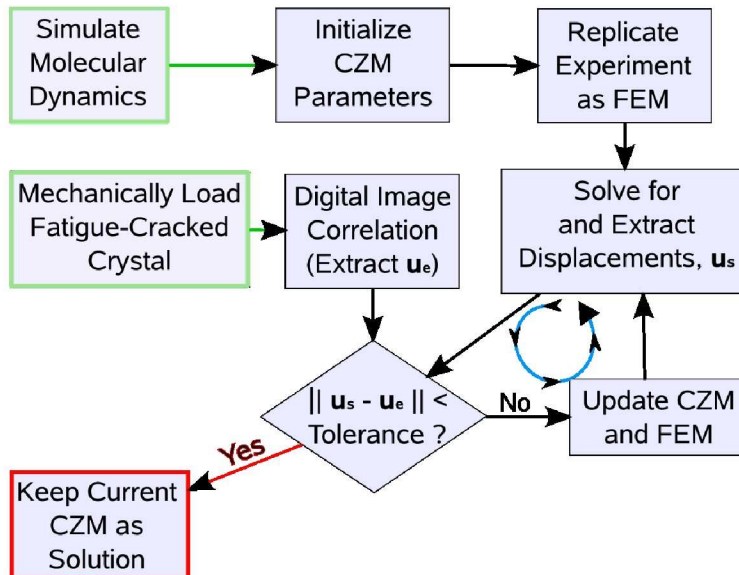 Simulate
Molecular
Dynamics
Initialize
CZM
Parameters
Replicate
Experiment
as FEM
Mechanically Load
Fatigue-Cracked
Crystal
Digital Image
Correlation
(Extract uₑ)
Solve for
and Extract
Displacements, uₛ
|| uₛ - uₑ || <
Tolerance ?
No
Update CZM
and FEM
Yes
Keep Current
CZM as
Solution